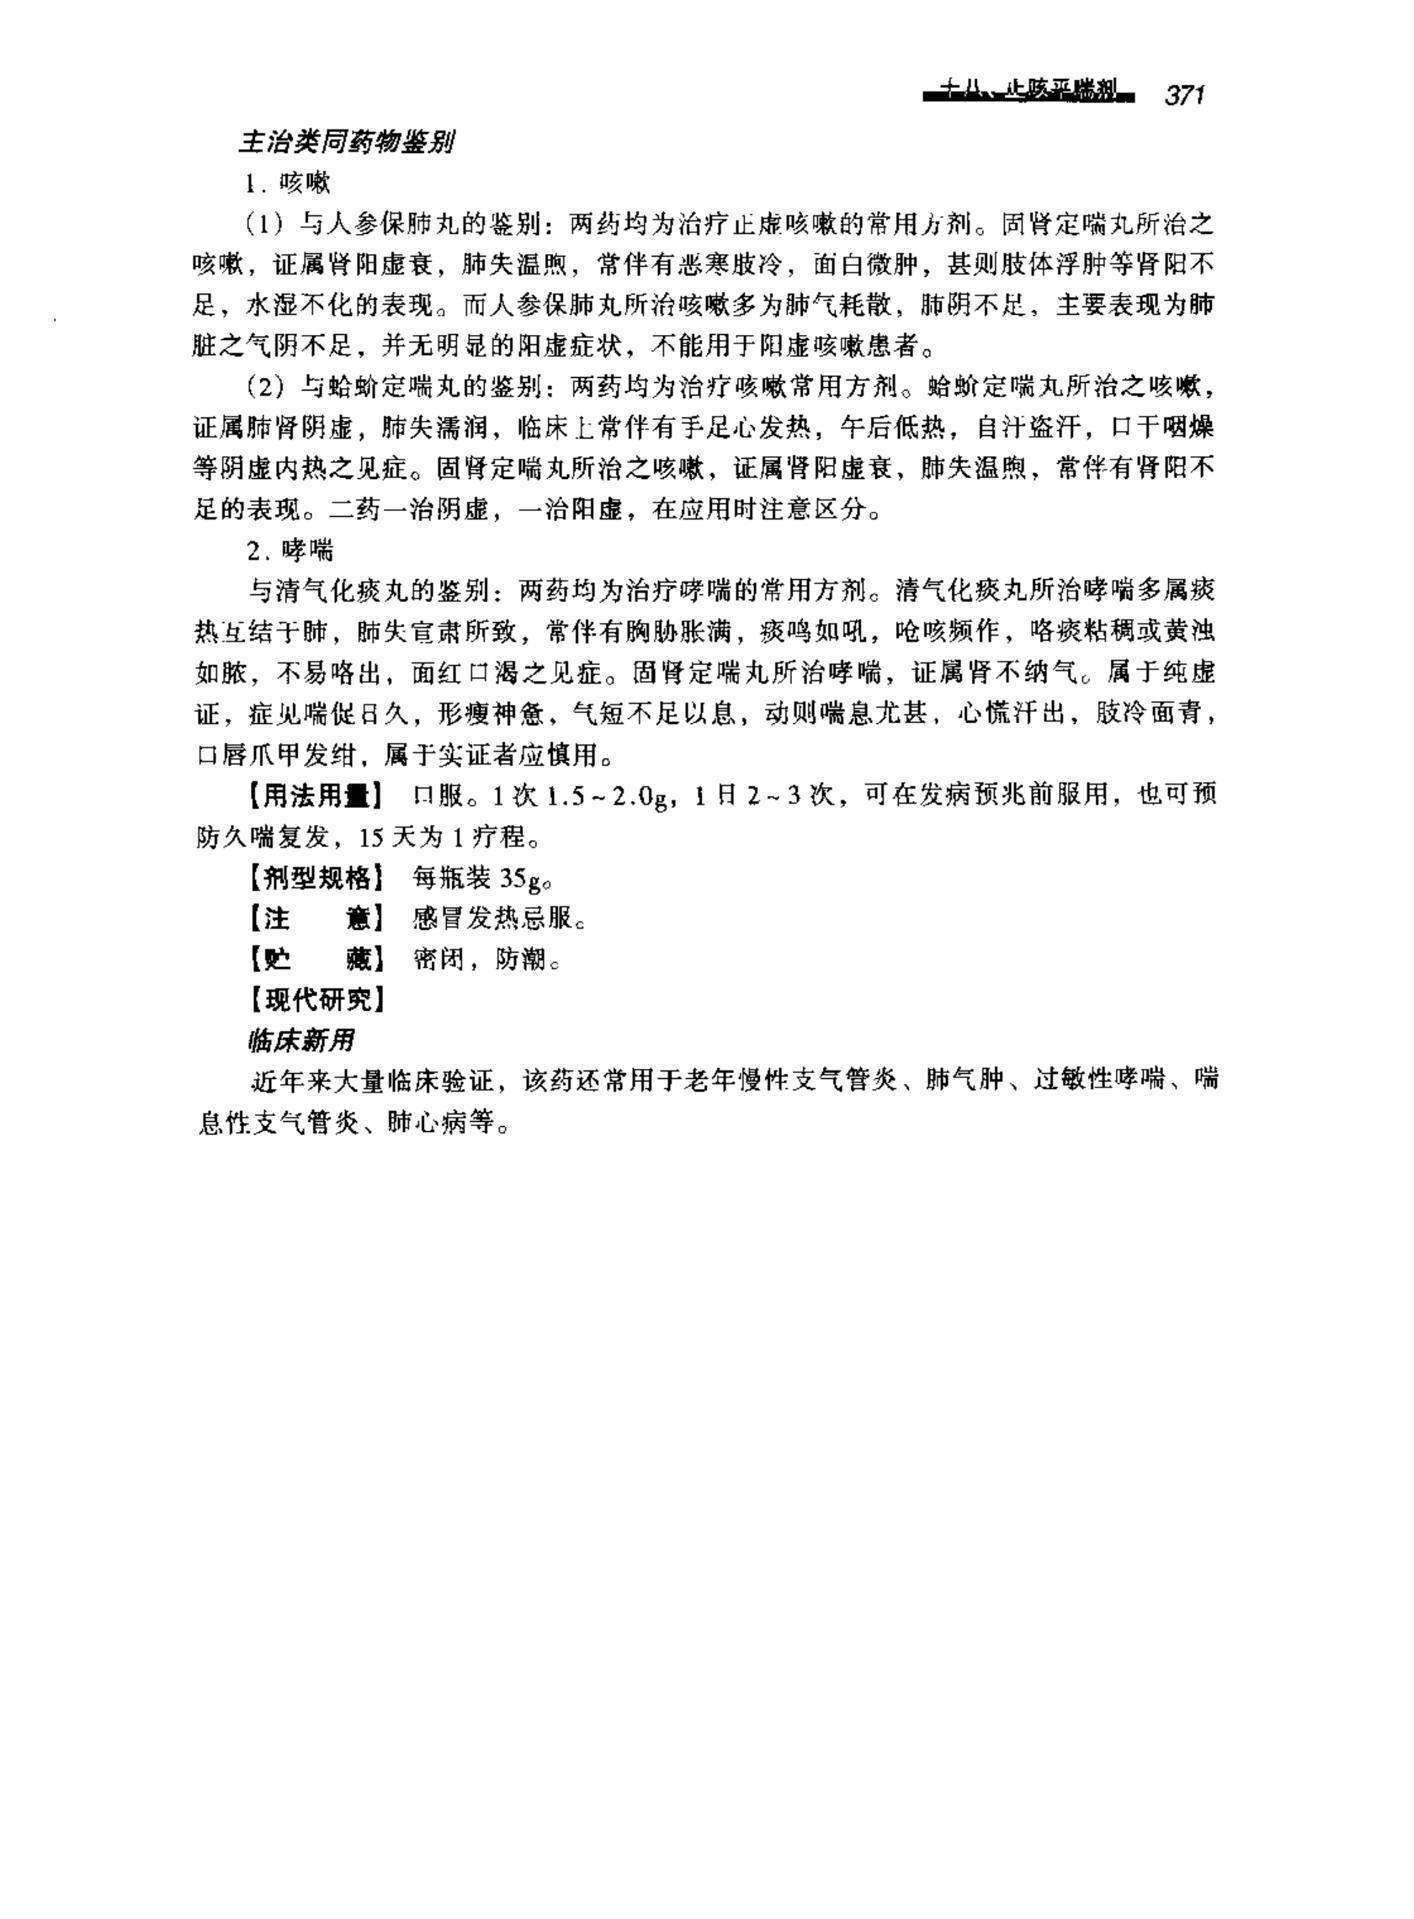 十八、止咳平喘剂 371
主治类同药物鉴别
1. 咳嗽
（1）与人参保肺丸的鉴别：两药均为治疗正虚咳嗽的常用方剂。固肾定喘丸所治之
咳嗽，证属肾阳虚衰，肺失温煦，常伴有恶寒肢冷，面白微肿，甚则肢体浮肿等肾阳不
足，水湿不化的表现。而人参保肺丸所治咳嗽多为肺气耗散，肺阴不足，主要表现为肺
脏之气阴不足，并无明显的阳虚症状，不能用于阳虚咳嗽患者。
（2）与蛤蚧定喘丸的鉴别：两药均为治疗咳嗽常用方剂。蛤蚧定喘丸所治之咳嗽，
证属肺肾阴虚，肺失濡润，临床上常伴有手足心发热，午后低热，自汗盗汗，口干咽燥
等阴虚内热之见症。固肾定喘丸所治之咳嗽，证属肾阳虚衰，肺失温煦，常伴有肾阳不
足的表现。二药一治阴虚，一治阳虚，在应用时注意区分。
2. 哮喘
与清气化痰丸的鉴别：两药均为治疗哮喘的常用方剂。清气化痰丸所治哮喘多属痰
热互结于肺，肺失宣肃所致，常伴有胸胁胀满，痰鸣如吼，呛咳频作，咯痰粘稠或黄浊
如脓，不易咯出，面红口渴之见症。固肾定喘丸所治哮喘，证属肾不纳气。属于纯虚
证，症见喘促日久，形瘦神惫，气短不足以息，动则喘息尤甚，心慌汗出，肢冷面青，
口唇爪甲发绀，属于实证者应慎用。
【用法用量】 口服。1次1.5~2.0g，1日2~3次，可在发病预兆前服用，也可预
防久喘复发，15天为1疗程。
【剂型规格】 每瓶装35g。
【注　　意】 感冒发热忌服。
【贮　　藏】 密闭，防潮。
【现代研究】
临床新用
近年来大量临床验证，该药还常用于老年慢性支气管炎、肺气肿、过敏性哮喘、喘
息性支气管炎、肺心病等。